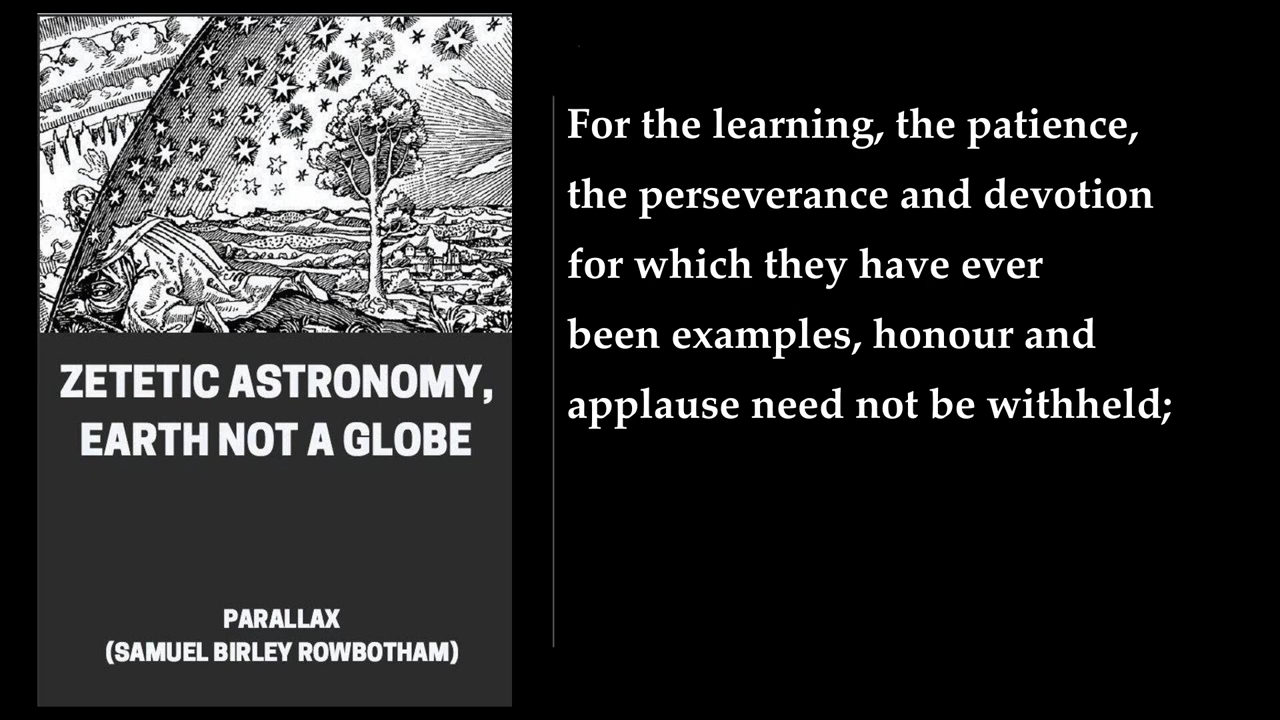 ZETETIC ASTRONOMY,
EARTH NOT A GLOBE
PARALLAX
(SAMUEL BIRLEY ROWBOTHAM)
For the learning, the patience,
the perseverance and devotion
for which they have ever
been examples, honour and
applause need not be withheld;